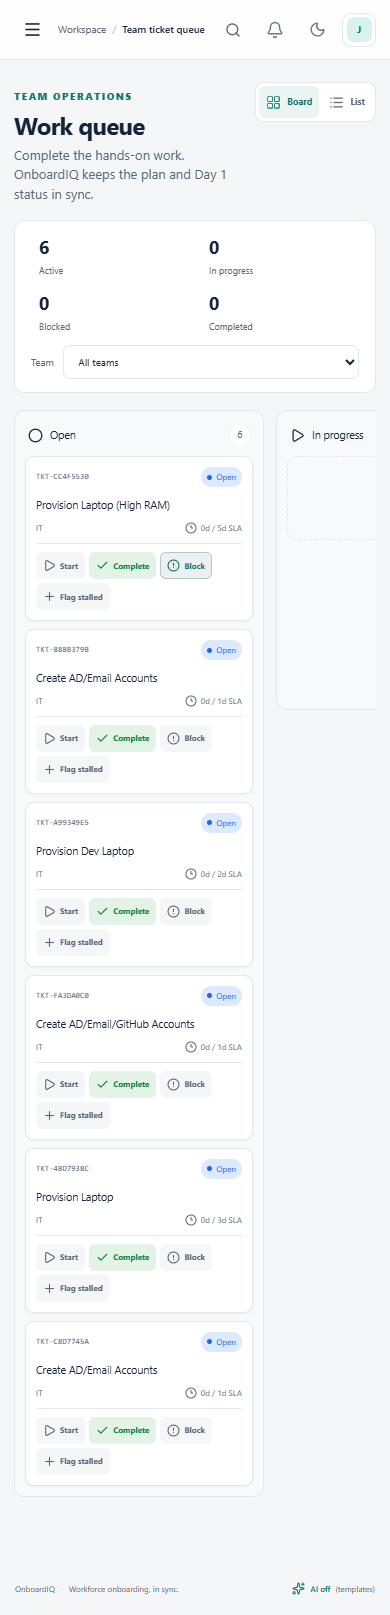 Workspace / Team ticket queue
J
TEAM OPERATIONS
Board
List
Work queue
Complete the hands-on work.
OnboardIQ keeps the plan and Day 1
status in sync.
6
Active
0
In progress
0
Blocked
0
Completed
Team
All teams
Open
6
TKT-CC4F5530
Open
Provision Laptop (High RAM)
IT
0d / 5d SLA
Start
Complete
Block
Flag stalled
TKT-888B379B
Open
Create AD/Email Accounts
IT
0d / 1d SLA
Start
Complete
Block
Flag stalled
TKT-A99349E5
Open
Provision Dev Laptop
IT
0d / 2d SLA
Start
Complete
Block
Flag stalled
TKT-FA3DA0C0
Open
Create AD/Email/GitHub Accounts
IT
0d / 1d SLA
Start
Complete
Block
Flag stalled
TKT-4BD7938C
Open
Provision Laptop
IT
0d / 3d SLA
Start
Complete
Block
Flag stalled
TKT-C8D7745A
Open
Create AD/Email Accounts
IT
0d / 1d SLA
Start
Complete
Block
Flag stalled
In progress
OnboardIQ · Workforce onboarding, in sync.
AI off (templates)